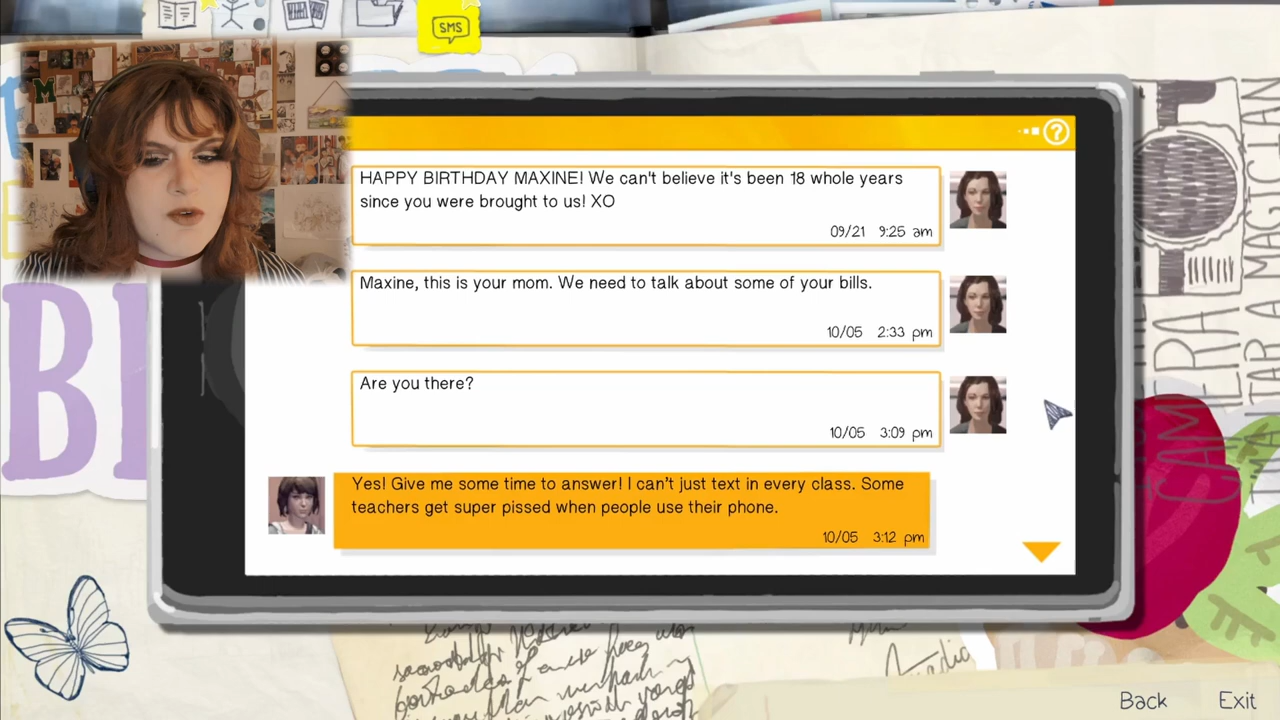 SMS
HAPPY BIRTHDAY MAXINE! We can't believe it's been 18 whole years
since you were brought to us! XO
09/21 9:25 am
Maxine, this is your mom. We need to talk about some of your bills.
10/05 2:33 pm
Are you there?
10/05 3:09 pm
Yes! Give me some time to answer! I can't just text in every class. Some
teachers get super pissed when people use their phone.
10/05 3:12 pm
CAMERA
MAGICIAN
Back Exit